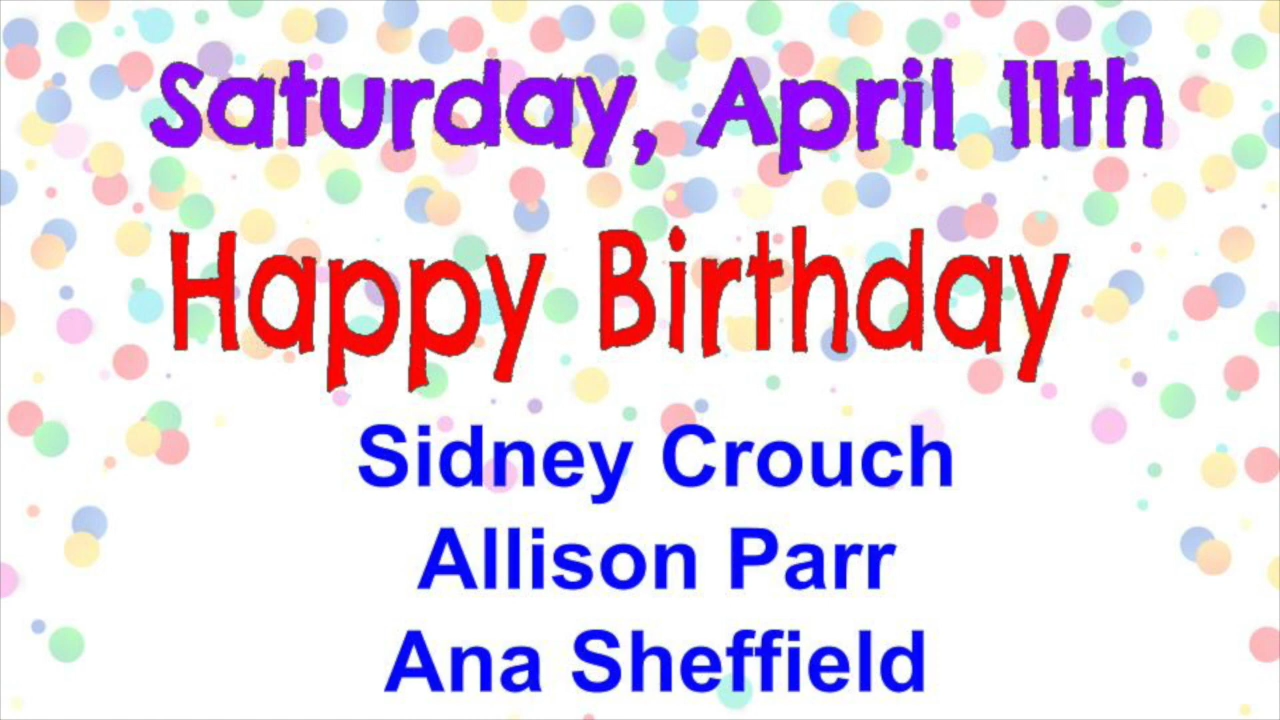 Saturday, April 11th
Happy Birthday
Sidney Crouch
Allison Parr
Ana Sheffield